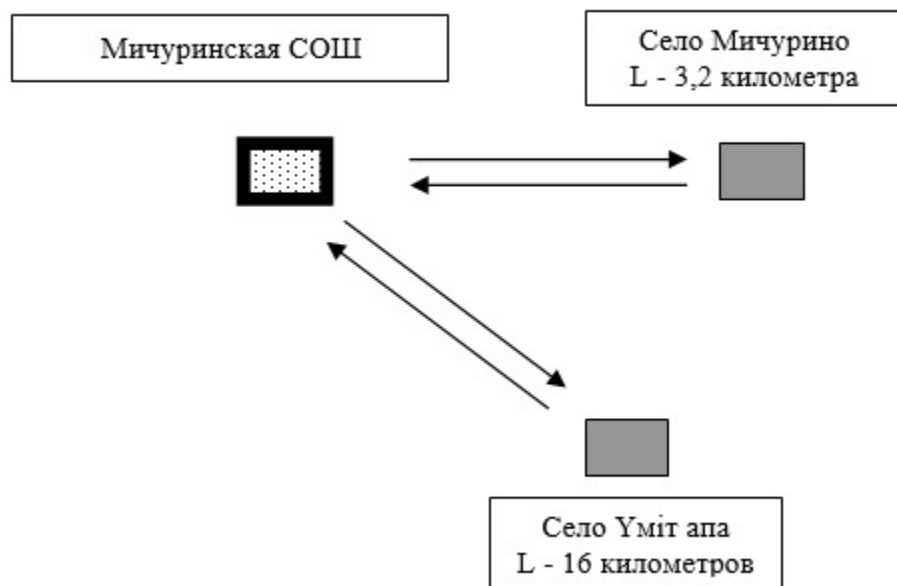 Мичуринская СОШ
Село Мичурино
L - 3,2 километра
Село Үміт апа
L - 16 километров